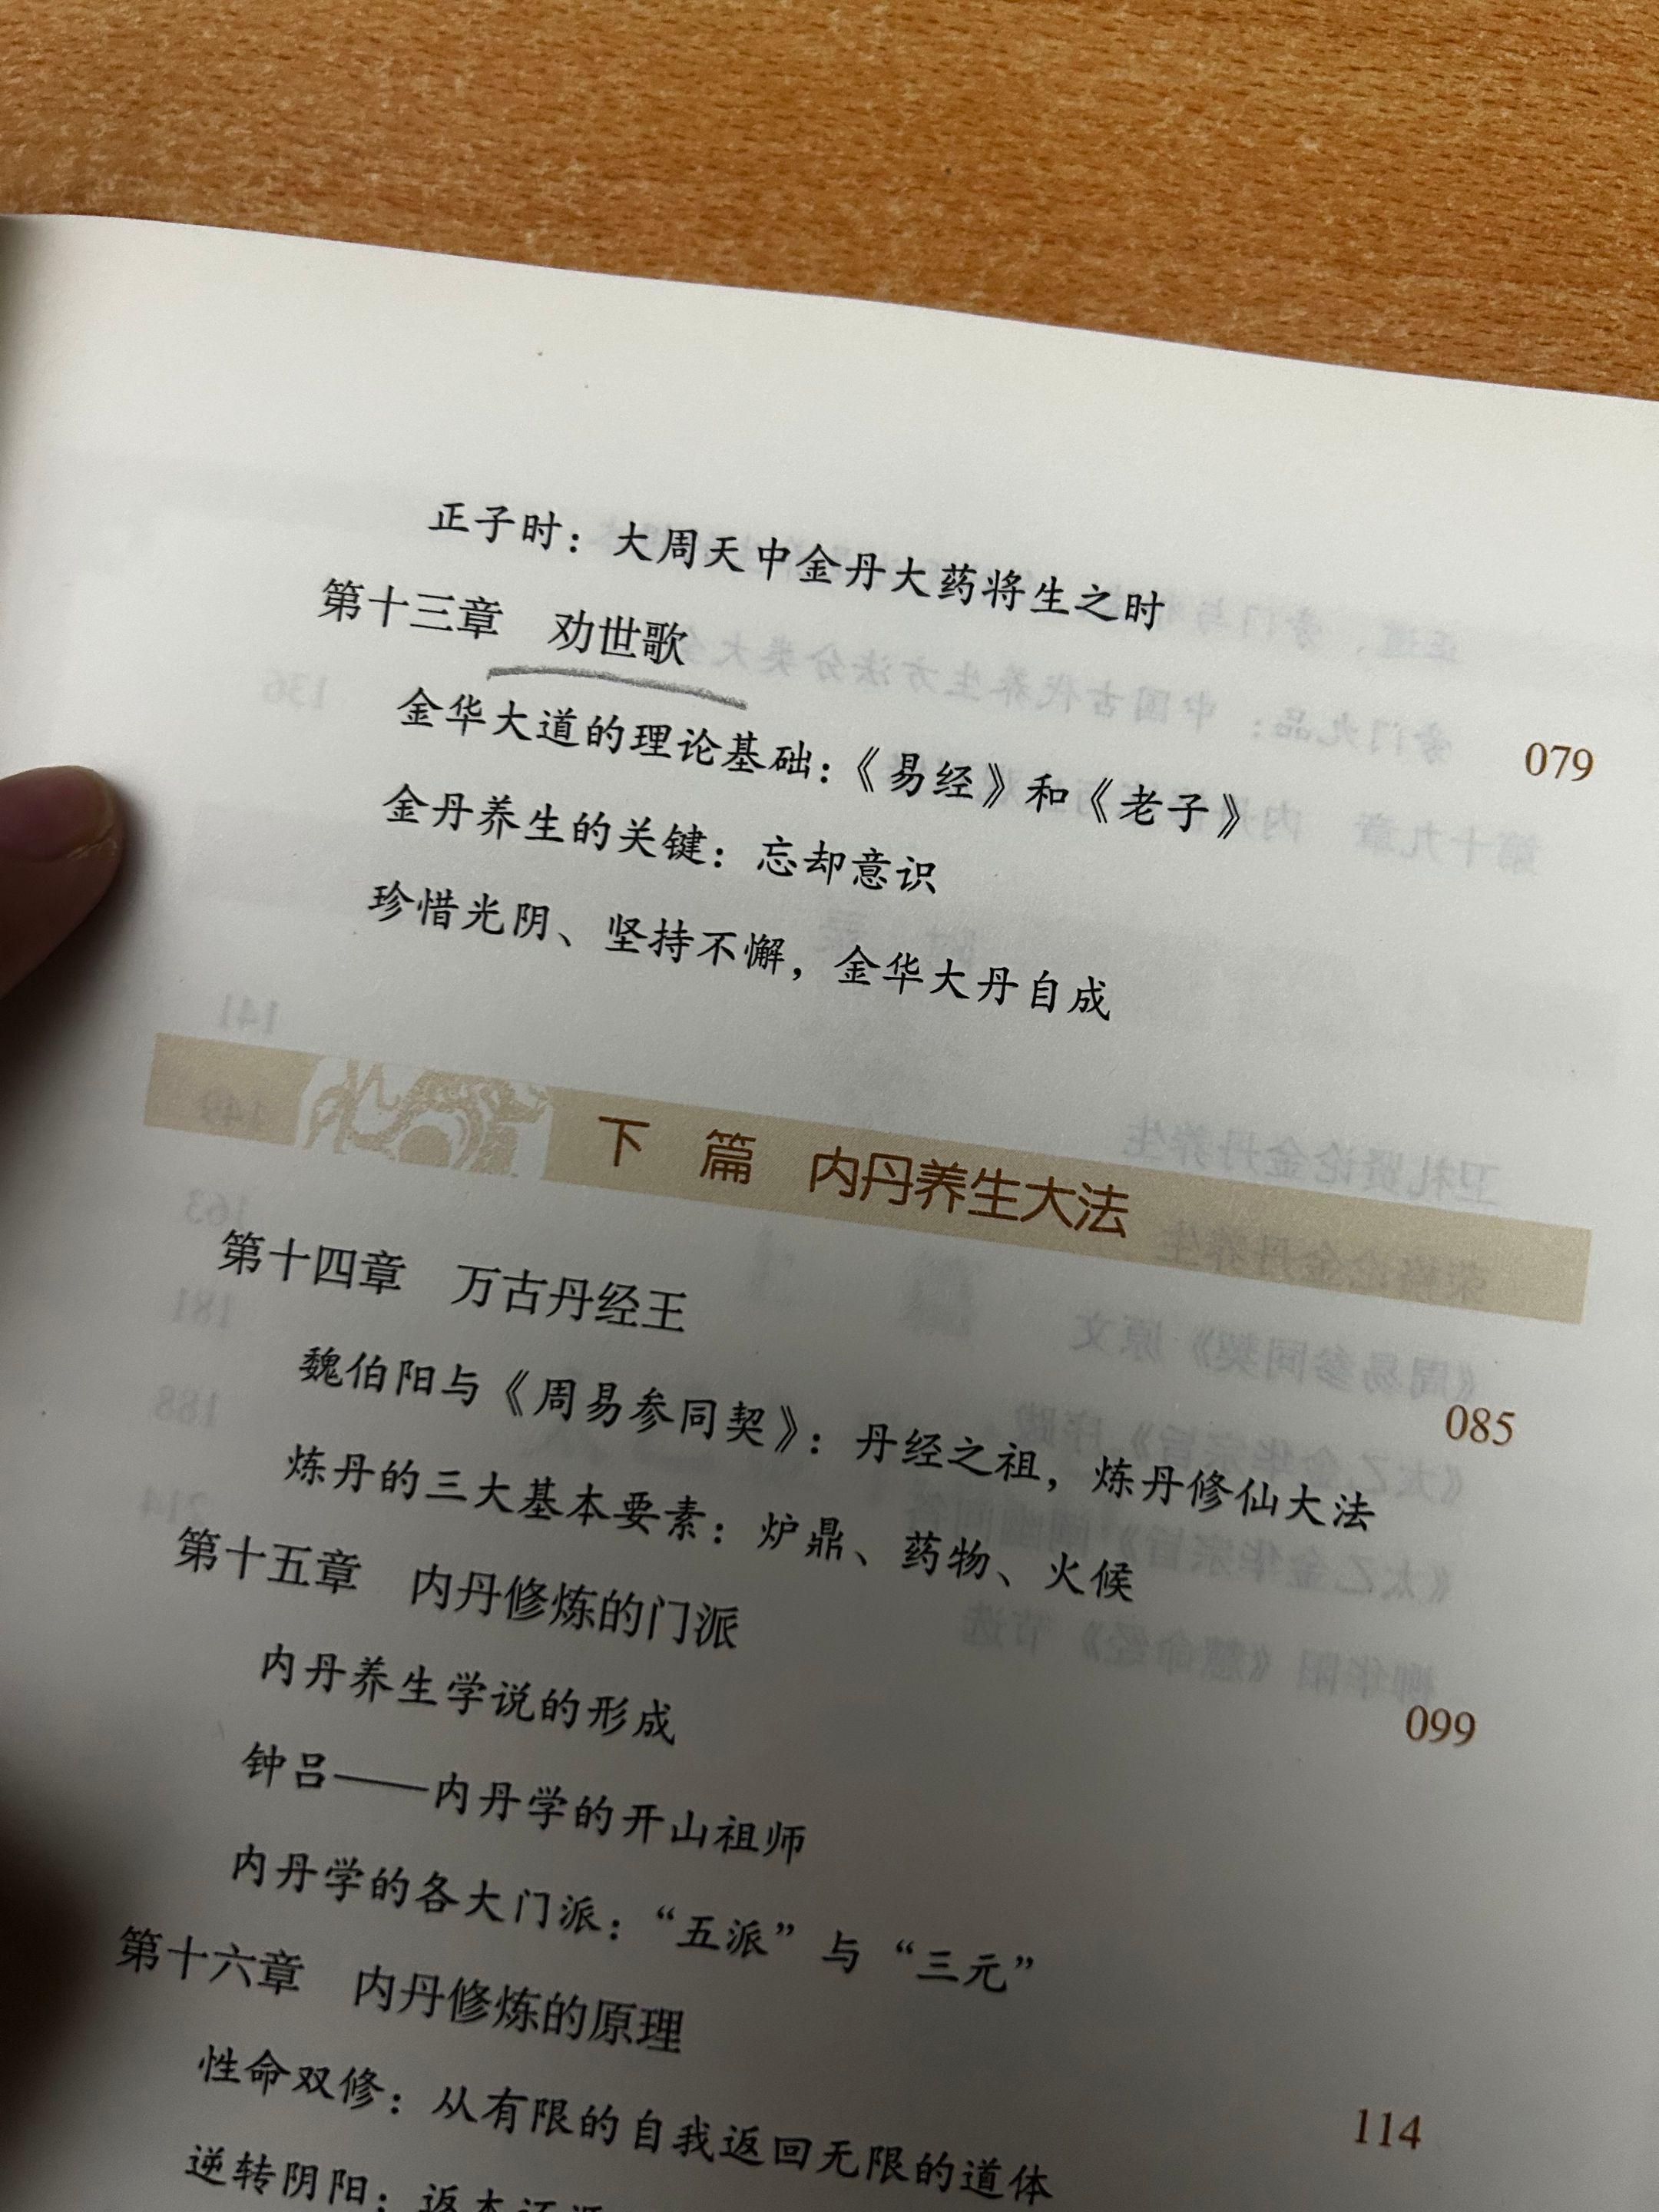 正子时：大周天中金丹大药将生之时
第十三章 劝世歌 079
金华大道的理论基础：《易经》和《老子》
金丹养生的关键：忘却意识
珍惜光阴、坚持不懈，金华大丹自成
下 篇 内丹养生大法
第十四章 万古丹经王 085
魏伯阳与《周易参同契》：丹经之祖，炼丹修仙大法
炼丹的三大基本要素：炉鼎、药物、火候
第十五章 内丹修炼的门派 099
内丹养生学说的形成
钟吕——内丹学的开山祖师
内丹学的各大门派：“五派”与“三元”
第十六章 内丹修炼的原理 114
性命双修：从有限的自我返回无限的道体
逆转阴阳：返本还源